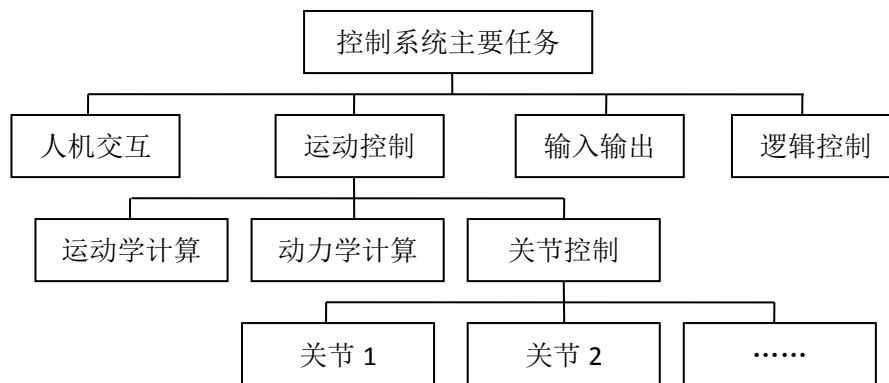 控制系统主要任务
人机交互 运动控制 输入输出 逻辑控制
运动学计算 动力学计算 关节控制
关节 1 关节 2 ……